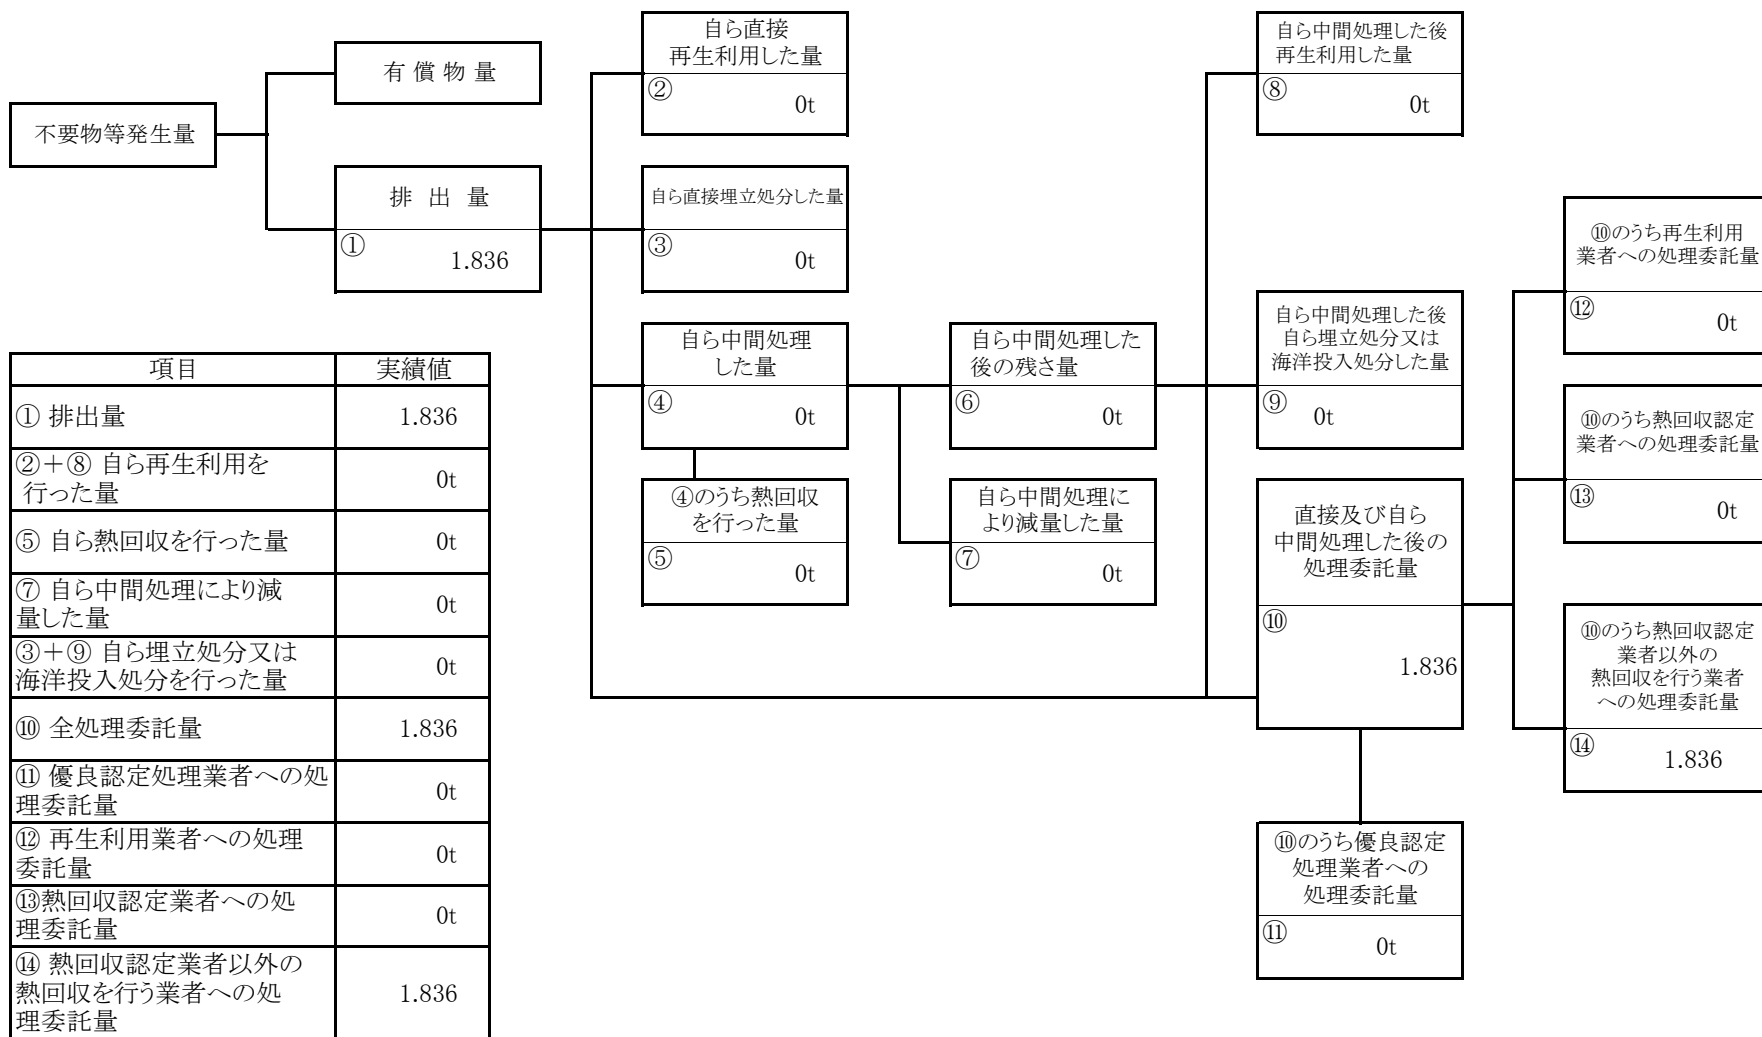 不要物等発生量
有 償 物 量
排 出 量
①
1.836
自ら直接
再生利用した量
②
0t
自ら直接埋立処分した量
③
0t
自ら中間処理
した量
④
0t
④のうち熱回収
を行った量
⑤
0t
自ら中間処理した
後の残さ量
⑥
0t
自ら中間処理に
より減量した量
⑦
0t
自ら中間処理した後
再生利用した量
⑧
0t
自ら中間処理した後
自ら埋立処分又は
海洋投入処分した量
⑨ 0t
直接及び自ら
中間処理した後の
処理委託量
⑩
1.836
⑩のうち優良認定
処理業者への
処理委託量
⑪
0t
⑩のうち再生利用
業者への処理委託量
⑫
0t
⑩のうち熱回収認定
業者への処理委託量
⑬
0t
⑩のうち熱回収認定
業者以外の
熱回収を行う業者
への処理委託量
⑭
1.836
項目 実績値
① 排出量 1.836
②+⑧ 自ら再生利用を
行った量 0t
⑤ 自ら熱回収を行った量 0t
⑦ 自ら中間処理により減
量した量 0t
③+⑨ 自ら埋立処分又は
海洋投入処分を行った量 0t
⑩ 全処理委託量 1.836
⑪ 優良認定処理業者への処
理委託量 0t
⑫ 再生利用業者への処理
委託量 0t
⑬熱回収認定業者への処
理委託量 0t
⑭ 熱回収認定業者以外の
熱回収を行う業者への処
理委託量 1.836